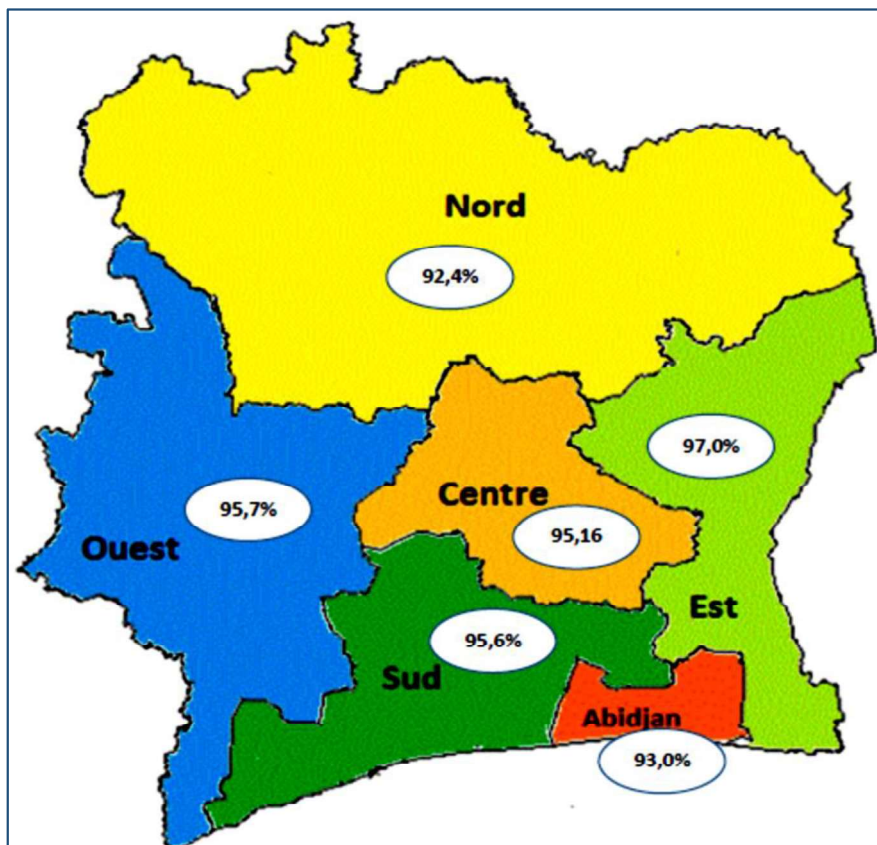 Nord
92,4%
97,0%
Centre
95,7%
95,16
Ouest
Est
95,6%
Sud
Abidjan
93,0%